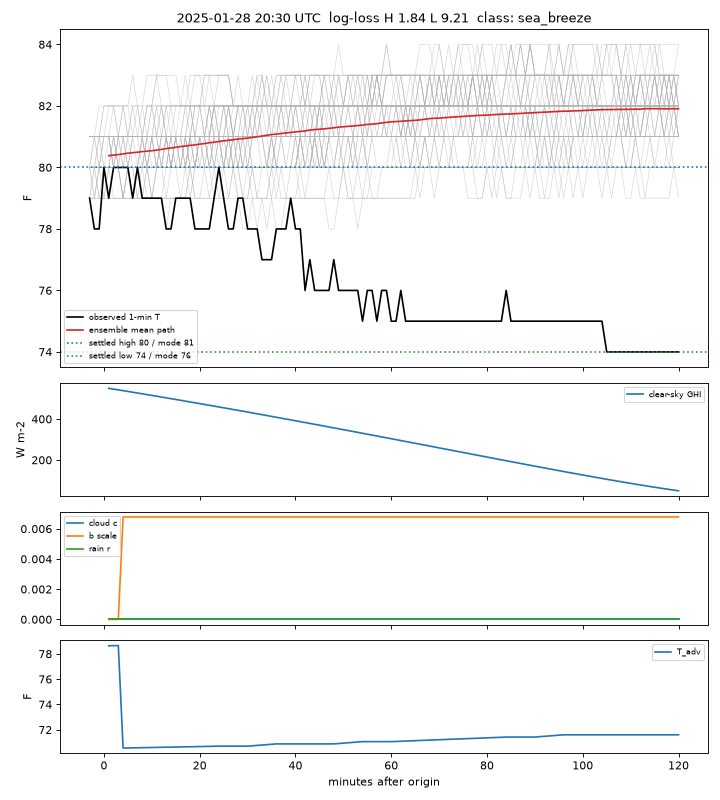 2025-01-28 20:30 UTC  log-loss H 1.84 L 9.21  class: sea_breeze
84
82
80
78
76
74
F
observed 1-min T
ensemble mean path
settled high 80 / mode 81
settled low 74 / mode 76
400
200
W m-2
clear-sky GHI
0.006
0.004
0.002
0.000
cloud c
b scale
rain r
78
76
74
72
F
T_adv
0 20 40 60 80 100 120
minutes after origin